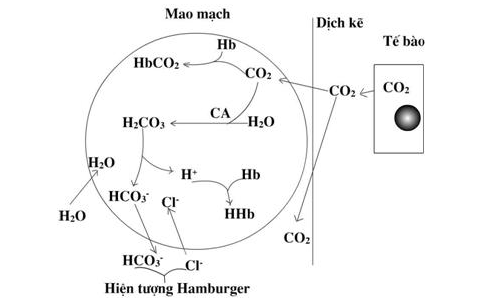 Mao mạch
Dịch kẽ
Tế bào
Hb
HbCO₂
CO₂
CO₂
CO₂
CA
H₂CO₃
H₂O
H₂O
H⁺
Hb
HCO₃⁻
Cl⁻
HHb
H₂O
CO₂
HCO₃⁻
Cl⁻
Hiện tượng Hamburger